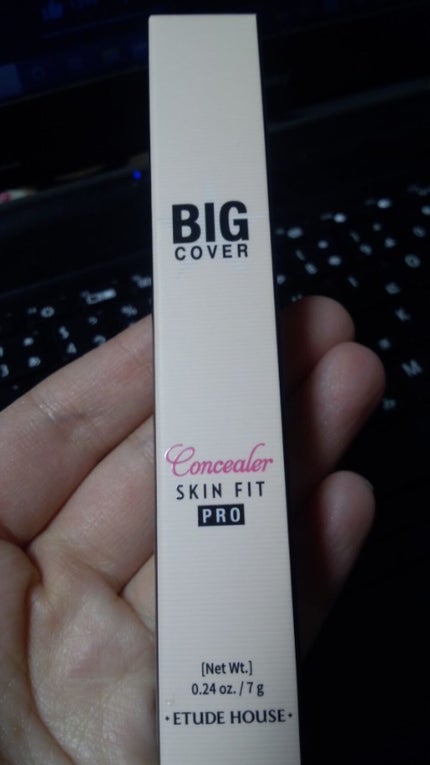 BIG
COVER
Concealer
SKIN FIT
PRO
[Net Wt.]
0.24 oz. / 7 g
•ETUDE HOUSE•
M
K